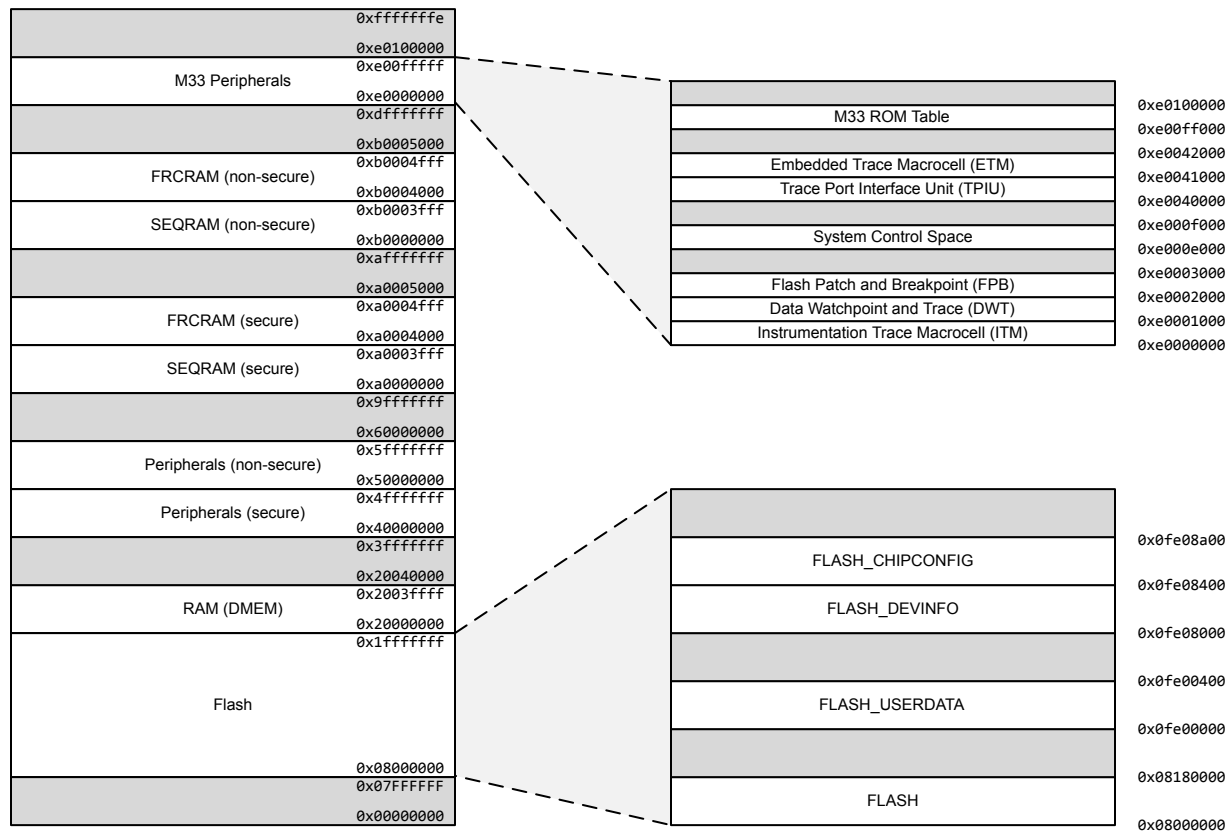 0xfffffffe
0xe0100000
M33 Peripherals
0xe00fffff
0xe0000000
0xdfffffff
0xb0005000
FRCRAM (non-secure)
0xb0004fff
0xb0004000
SEQRAM (non-secure)
0xb0003fff
0xb0000000
0xafffffff
0xa0005000
FRCRAM (secure)
0xa0004fff
0xa0004000
SEQRAM (secure)
0xa0003fff
0xa0000000
0x9fffffff
0x60000000
Peripherals (non-secure)
0x5fffffff
0x50000000
Peripherals (secure)
0x4fffffff
0x40000000
0x3fffffff
0x20040000
RAM (DMEM)
0x2003ffff
0x20000000
0x1fffffff
Flash
0x08000000
0x07FFFFFF
0x00000000
0xe0100000
M33 ROM Table
0xe00ff000
0xe0042000
Embedded Trace Macrocell (ETM)
0xe0041000
Trace Port Interface Unit (TPIU)
0xe0040000
0xe000f000
System Control Space
0xe000e000
0xe0003000
Flash Patch and Breakpoint (FPB)
0xe0002000
Data Watchpoint and Trace (DWT)
0xe0001000
Instrumentation Trace Macrocell (ITM)
0xe0000000
0x0fe08a00
FLASH_CHIPCONFIG
0x0fe08400
FLASH_DEVINFO
0x0fe08000
0x0fe00400
FLASH_USERDATA
0x0fe00000
0x08180000
FLASH
0x08000000